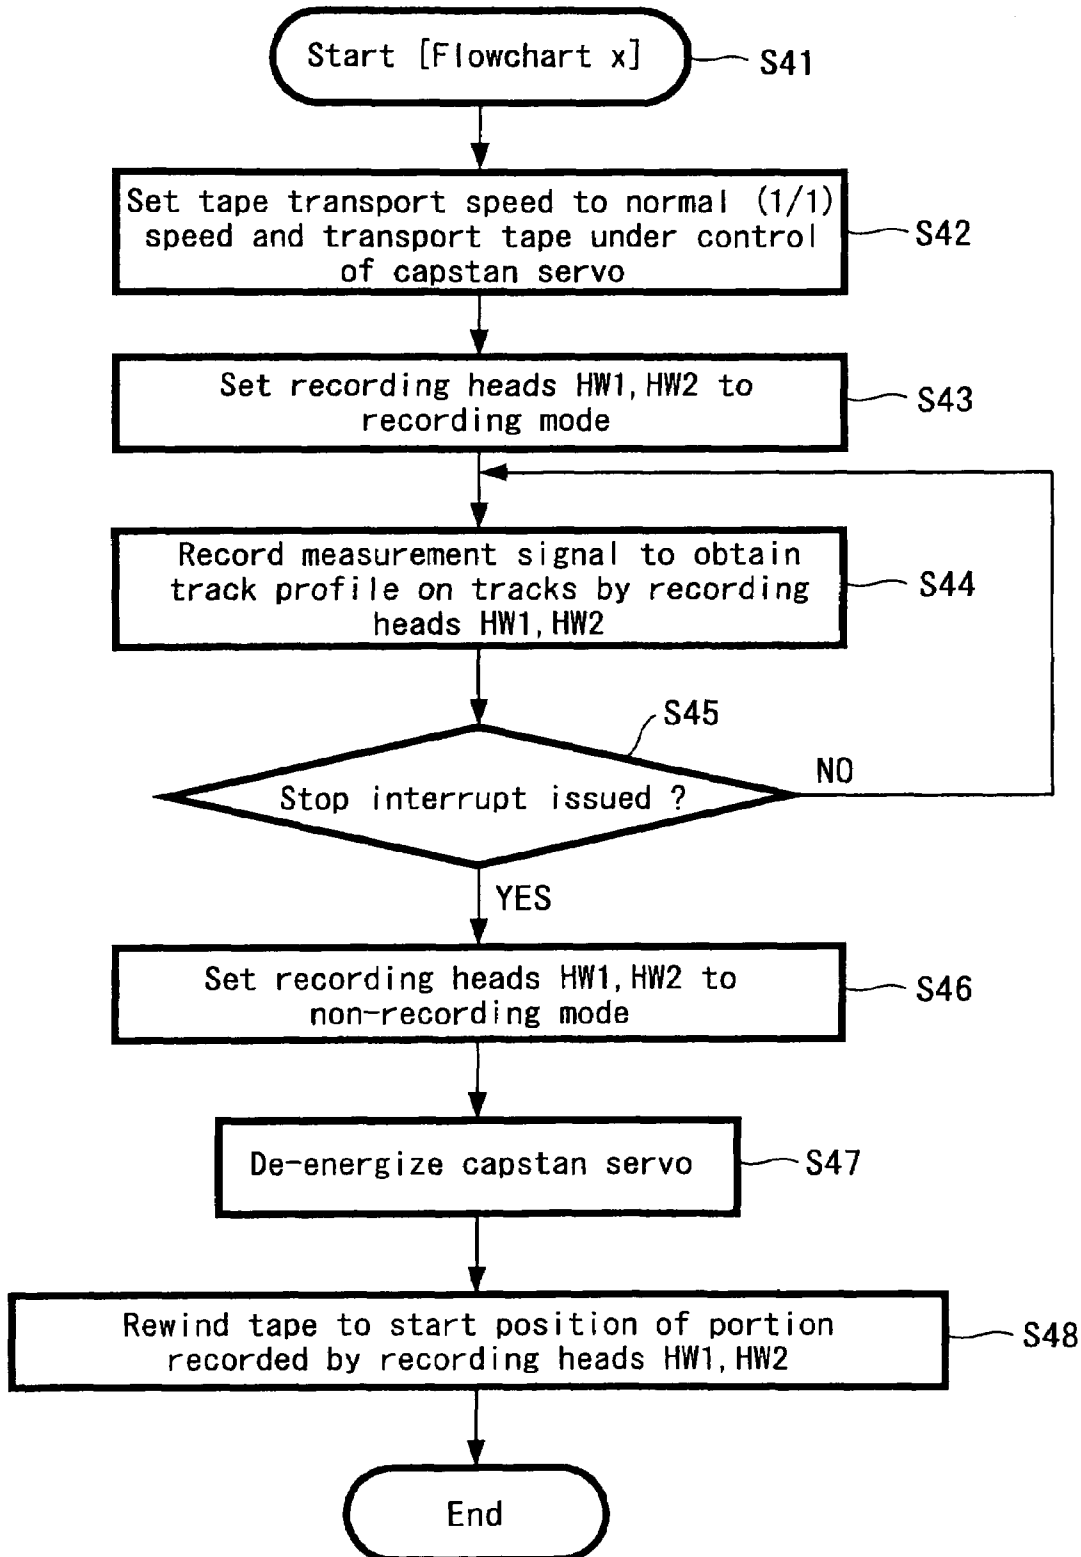 Start [Flowchart x]
S41
Set tape transport speed to normal (1/1)
speed and transport tape under control
of capstan servo
S42
Set recording heads HW1, HW2 to
recording mode
S43
Record measurement signal to obtain
track profile on tracks by recording
heads HW1, HW2
S44
S45
Stop interrupt issued ?
NO
YES
Set recording heads HW1, HW2 to
non-recording mode
S46
De-energize capstan servo
S47
Rewind tape to start position of portion
recorded by recording heads HW1, HW2
S48
End